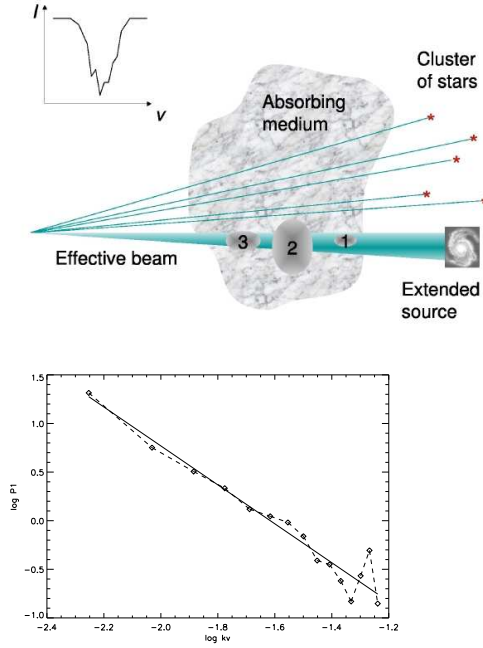 I
v
Cluster
of stars
Absorbing
medium
*
*
*
*
*
3
2
1
Effective beam
Extended
source
1.5
1.0
0.5
0.0
-0.5
-1.0
log P1
-2.4 -2.2 -2.0 -1.8 -1.6 -1.4 -1.2
log kv